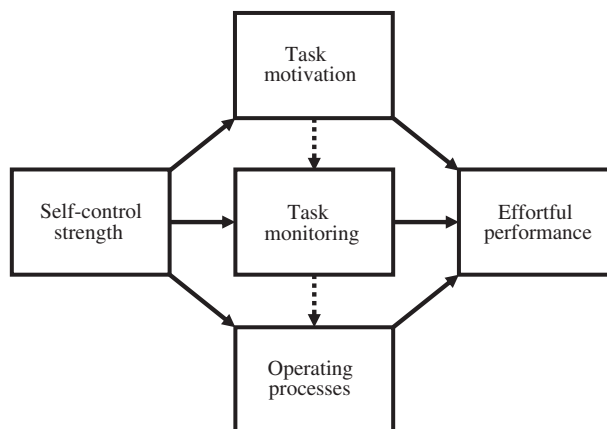 Task
motivation
Self-control
strength
Task
monitoring
Effortful
performance
Operating
processes